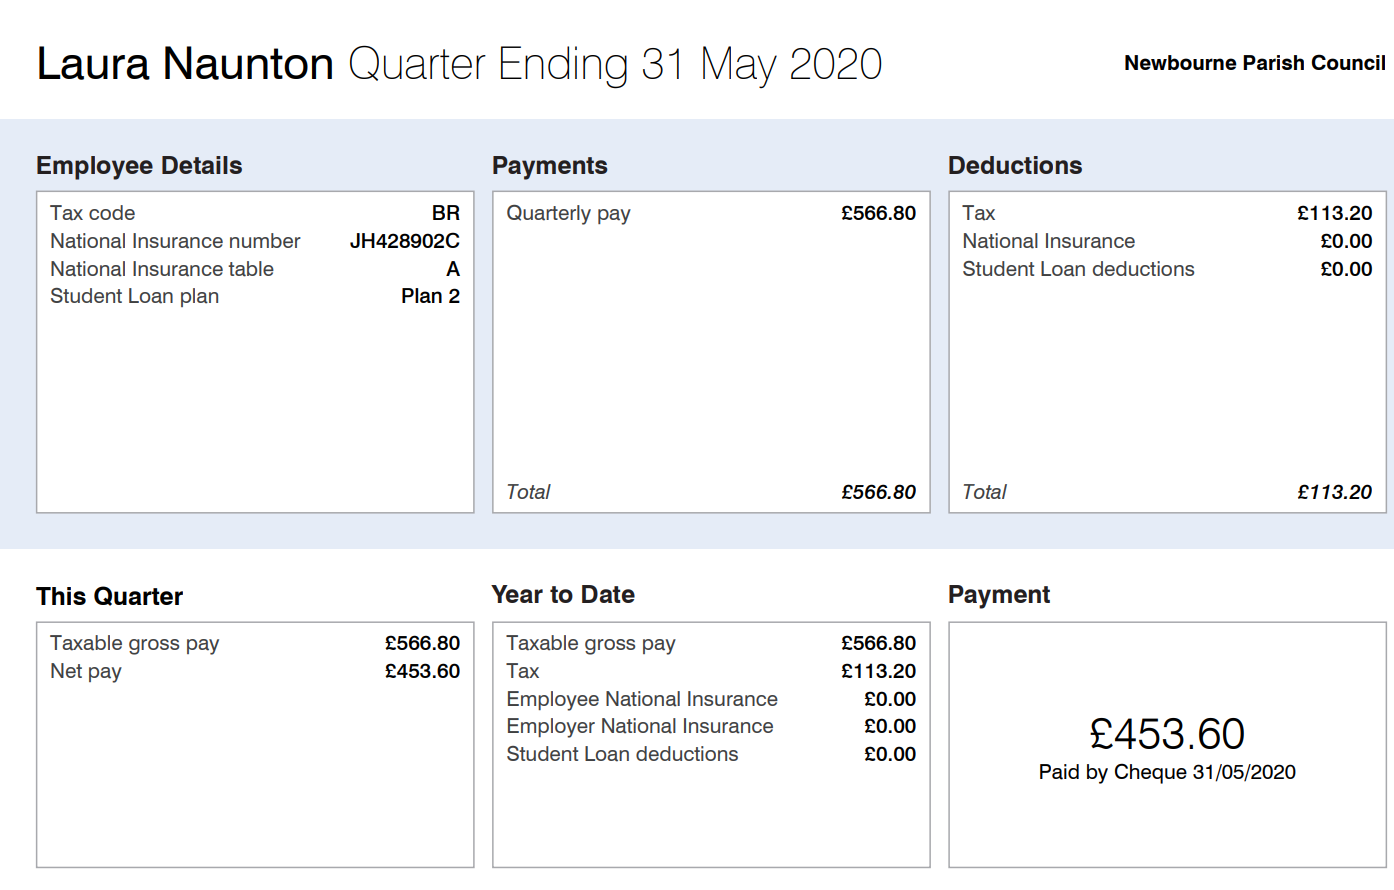 Laura Naunton Quarter Ending 31 May 2020
Newbourne Parish Council
Employee Details
Tax code BR
National Insurance number JH428902C
National Insurance table A
Student Loan plan Plan 2
Payments
Quarterly pay £566.80
Total £566.80
Deductions
Tax £113.20
National Insurance £0.00
Student Loan deductions £0.00
Total £113.20
This Quarter
Taxable gross pay £566.80
Net pay £453.60
Year to Date
Taxable gross pay £566.80
Tax £113.20
Employee National Insurance £0.00
Employer National Insurance £0.00
Student Loan deductions £0.00
Payment
£453.60
Paid by Cheque 31/05/2020